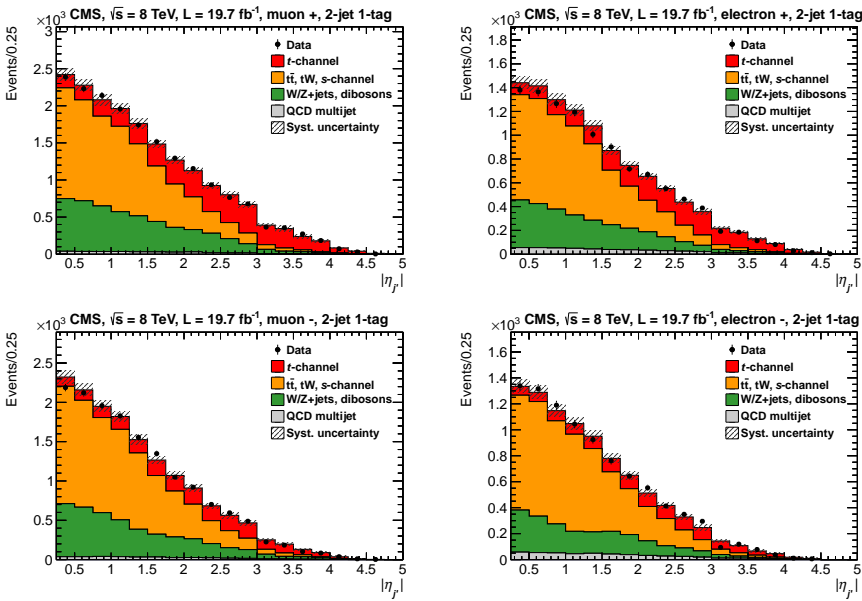 ×10³ CMS, √s = 8 TeV, L = 19.7 fb⁻¹, muon +, 2-jet 1-tag
Events/0.25
3
2.5
2
1.5
1
0.5
0
Data
t-channel
tt̄, tW, s-channel
W/Z+jets, dibosons
QCD multijet
Syst. uncertainty
0.5 1 1.5 2 2.5 3 3.5 4 4.5 5
|η_j'|
×10³ CMS, √s = 8 TeV, L = 19.7 fb⁻¹, electron +, 2-jet 1-tag
Events/0.25
1.8
1.6
1.4
1.2
1
0.8
0.6
0.4
0.2
0
Data
t-channel
tt̄, tW, s-channel
W/Z+jets, dibosons
QCD multijet
Syst. uncertainty
0.5 1 1.5 2 2.5 3 3.5 4 4.5 5
|η_j'|
×10³ CMS, √s = 8 TeV, L = 19.7 fb⁻¹, muon -, 2-jet 1-tag
Events/0.25
2.5
2
1.5
1
0.5
0
Data
t-channel
tt̄, tW, s-channel
W/Z+jets, dibosons
QCD multijet
Syst. uncertainty
0.5 1 1.5 2 2.5 3 3.5 4 4.5 5
|η_j'|
×10³ CMS, √s = 8 TeV, L = 19.7 fb⁻¹, electron -, 2-jet 1-tag
Events/0.25
1.6
1.4
1.2
1
0.8
0.6
0.4
0.2
0
Data
t-channel
tt̄, tW, s-channel
W/Z+jets, dibosons
QCD multijet
Syst. uncertainty
0.5 1 1.5 2 2.5 3 3.5 4 4.5 5
|η_j'|